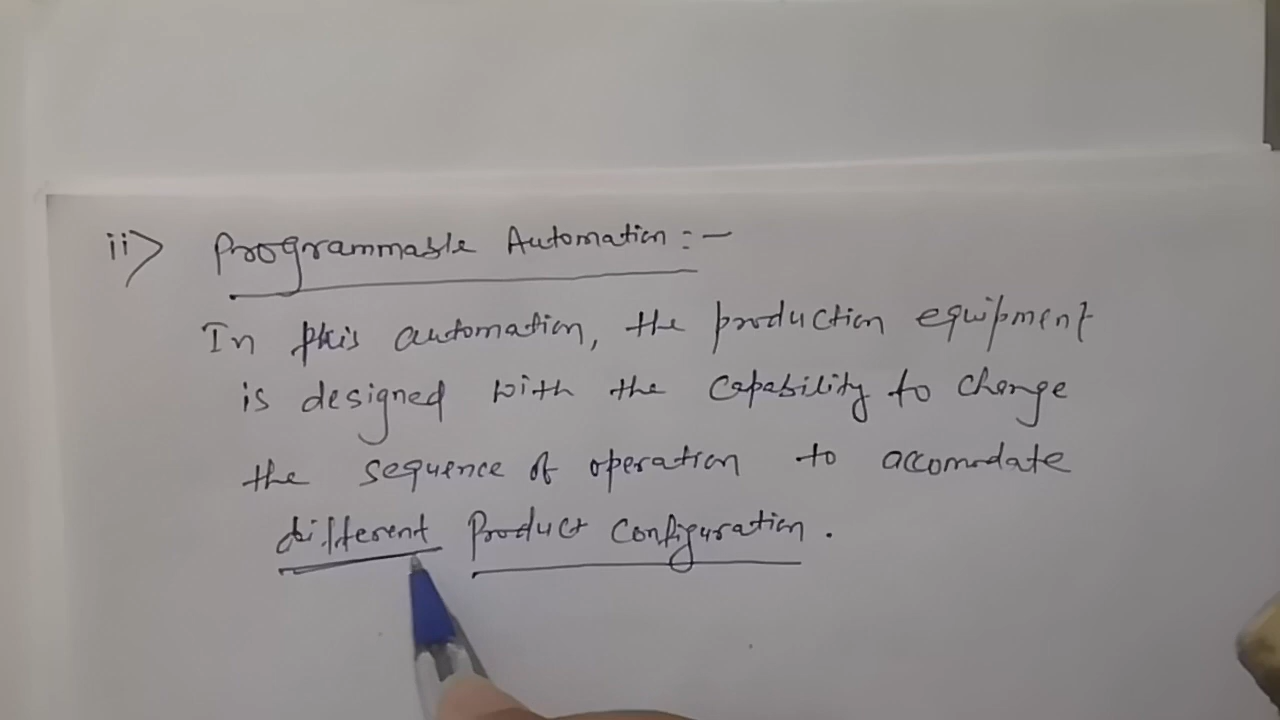 ii> Programmable Automation :-
In this automation, the production equipment
is designed with the capability to change
the sequence of operation to accomodate
different Product Configuration.